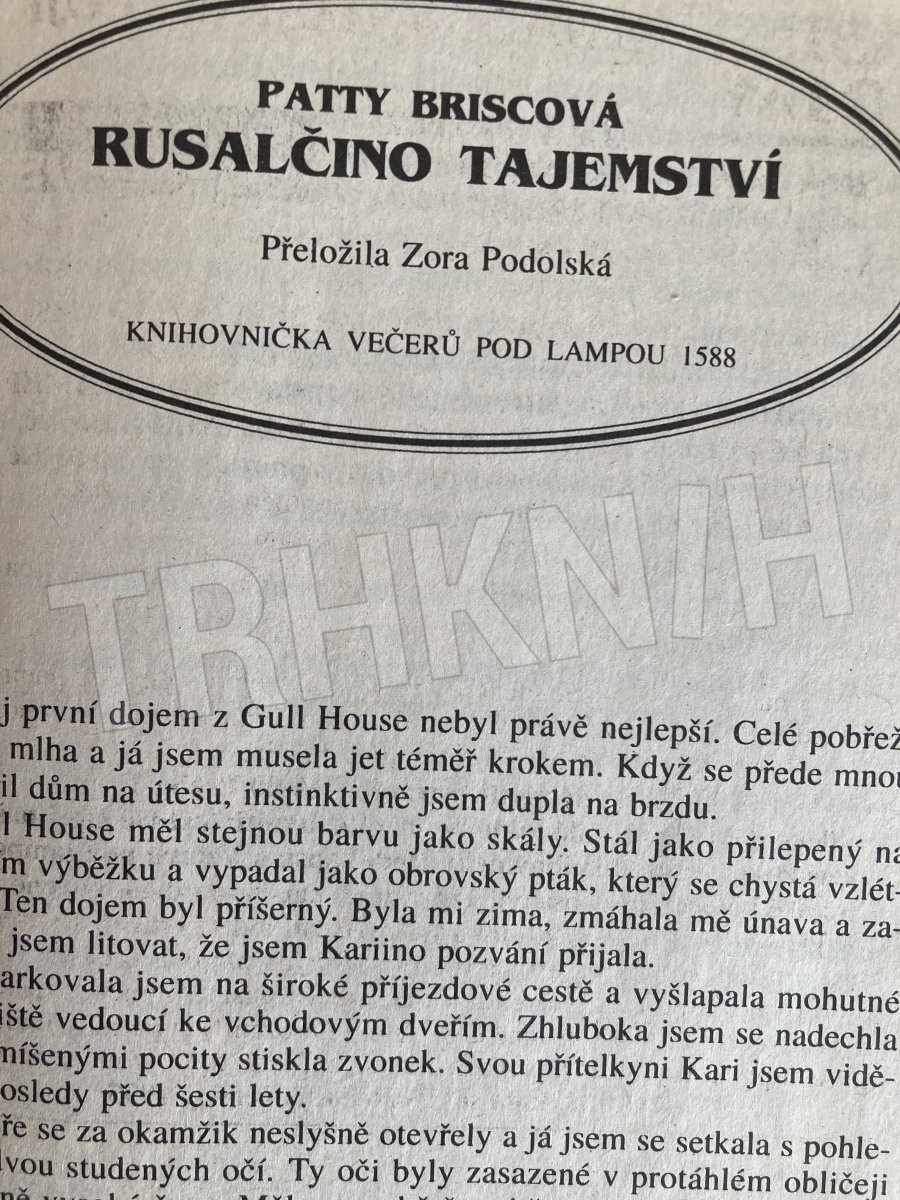 PATTY BRISCOVÁ
RUSALČINO TAJEMSTVÍ
Přeložila Zora Podolská
KNIHOVNIČKA VEČERŮ POD LAMPOU 1588
TRHKNIH
j první dojem z Gull House nebyl právě nejlepší. Celé pobřež
mlha a já jsem musela jet téměř krokem. Když se přede mnou
il dům na útesu, instinktivně jsem dupla na brzdu.
l House měl stejnou barvu jako skály. Stál jako přilepený na
m výběžku a vypadal jako obrovský pták, který se chystá vzlét-
Ten dojem byl příšerný. Byla mi zima, zmáhala mě únava a za-
jsem litovat, že jsem Kariino pozvání přijala.
arkovala jsem na široké příjezdové cestě a vyšlapala mohutné
iště vedoucí ke vchodovým dveřím. Zhluboka jsem se nadechla
míšenými pocity stiskla zvonek. Svou přítelkyni Kari jsem vidě-
osledy před šesti lety.
ře se za okamžik neslyšně otevřely a já jsem se setkala s pohle-
dvou studených očí. Ty oči byly zasazené v protáhlém obličeji